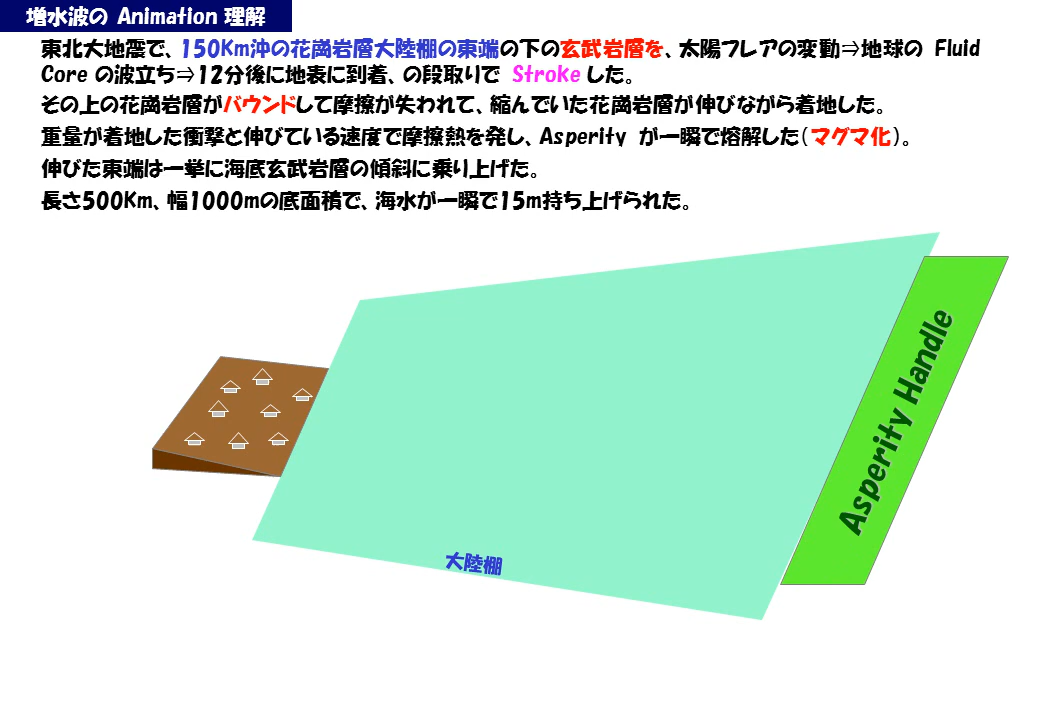 増水波の Animation 理解
東北大地震で、150Km沖の花崗岩層大陸棚の東端の下の玄武岩層を、太陽フレアの変動⇒地球の Fluid
Core の波立ち⇒12分後に地表に到着、の段取りで Stroke した。
その上の花崗岩層がバウンドして摩擦が失われて、縮んでいた花崗岩層が伸びながら着地した。
重量が着地した衝撃と伸びている速度で摩擦熱を発し、Asperity が一瞬で熔解した(マグマ化)。
伸びた東端は一挙に海底玄武岩層の傾斜に乗り上げた。
長さ500Km、幅1000mの底面積で、海水が一瞬で15m持ち上げられた。
Asperity Handle
大陸棚